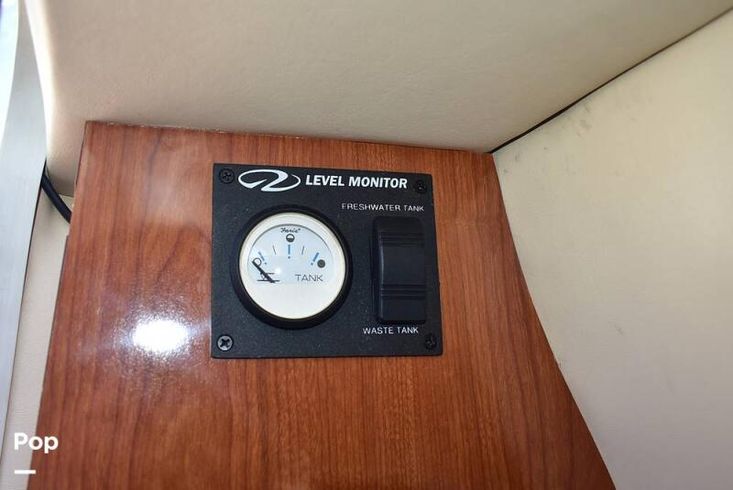 LEVEL MONITOR
FRESHWATER TANK
Faria
TANK
WASTE TANK
Pop